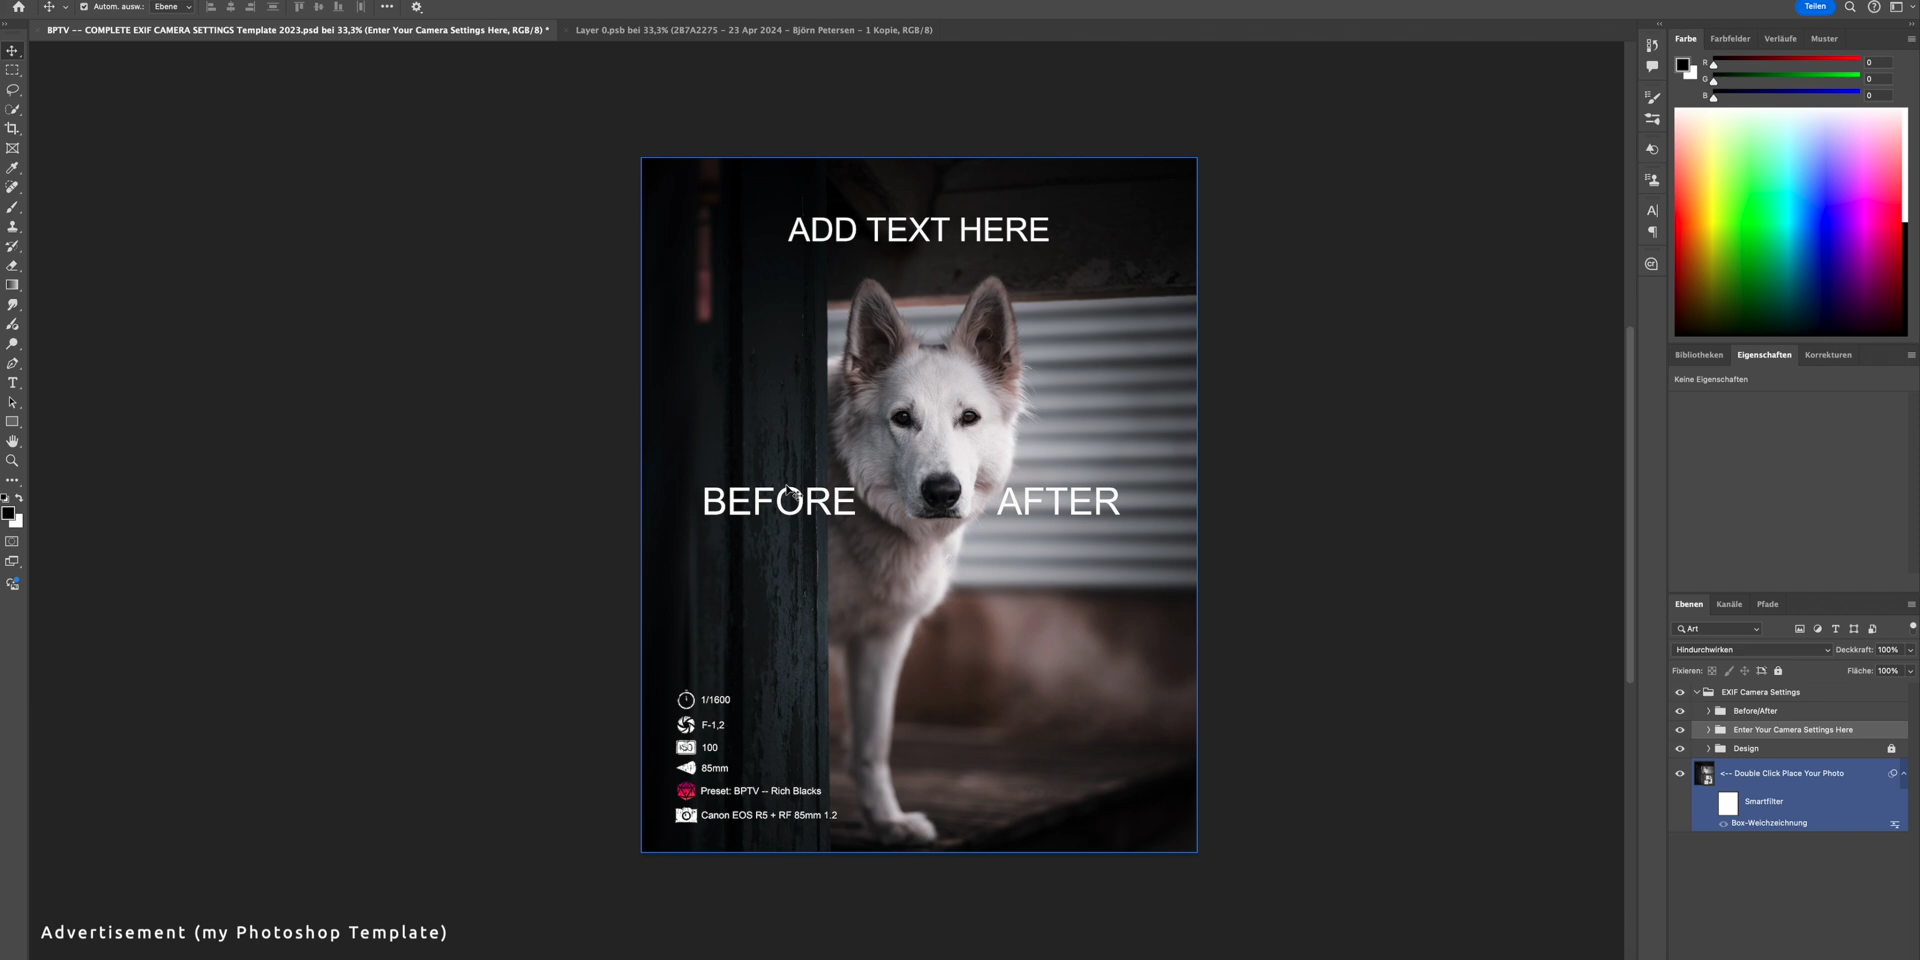 Autom. ausw.: Ebene
Teilen
BPTV -- COMPLETE EXIF CAMERA SETTINGS Template 2023.psd bei 33,3% (Enter Your Camera Settings Here, RGB/8) *
Layer 0.psb bei 33,3% (2B7A2275 - 23 Apr 2024 - Björn Petersen - 1 Kopie, RGB/8)
Farbe Farbfelder Verläufe Muster
R 0
G 0
B 0
ADD TEXT HERE
Bibliotheken Eigenschaften Korrekturen
Keine Eigenschaften
BEFORE AFTER
Ebenen Kanäle Pfade
Art
Hindurchwirken Deckkraft: 100%
Fixieren: Fläche: 100%
EXIF Camera Settings
Before/After
Enter Your Camera Settings Here
Design
<-- Double Click Place Your Photo
Smartfilter
Box-Weichzeichnung
1/1600
F-1,2
ISO 100
85mm
Preset: BPTV -- Rich Blacks
Canon EOS R5 + RF 85mm 1.2
Advertisement (my Photoshop Template)